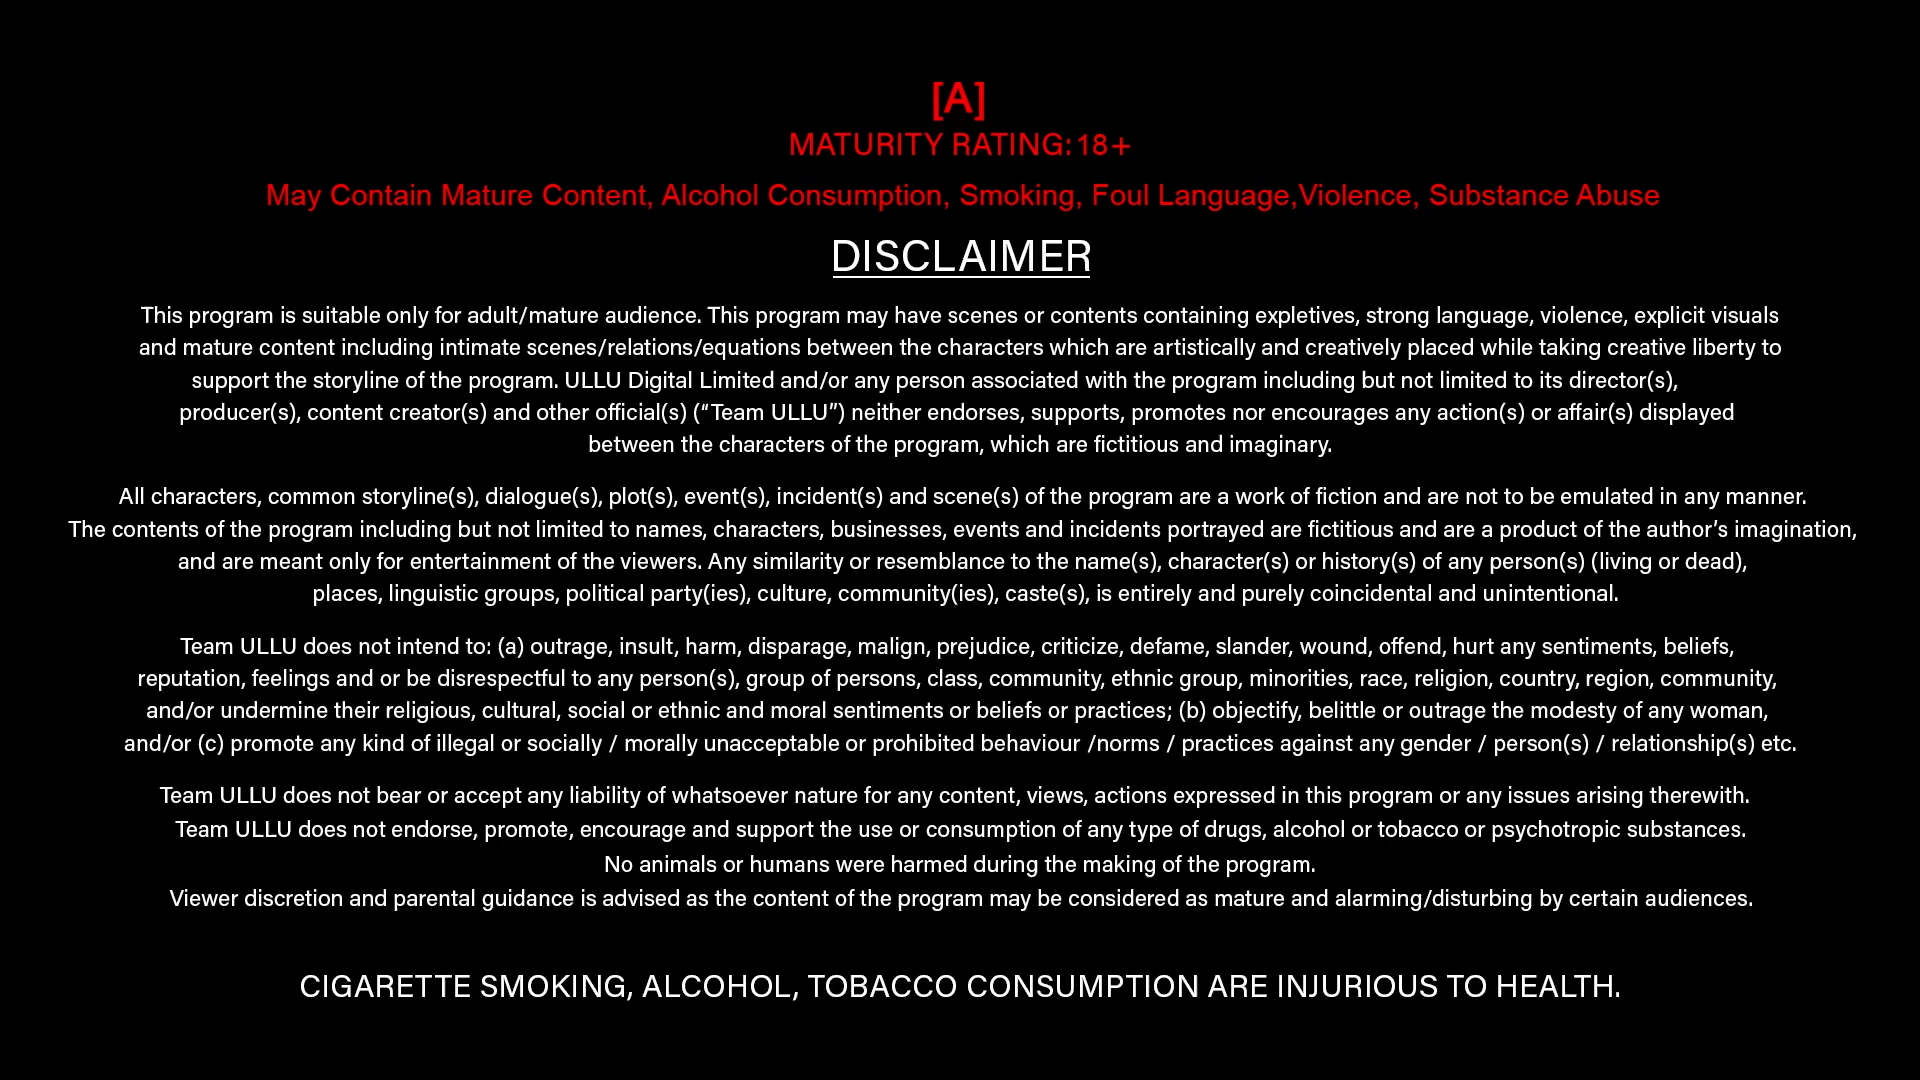 [A]
MATURITY RATING:18+
May Contain Mature Content, Alcohol Consumption, Smoking, Foul Language,Violence, Substance Abuse
DISCLAIMER
This program is suitable only for adult/mature audience. This program may have scenes or contents containing expletives, strong language, violence, explicit visuals
and mature content including intimate scenes/relations/equations between the characters which are artistically and creatively placed while taking creative liberty to
support the storyline of the program. ULLU Digital Limited and/or any person associated with the program including but not limited to its director(s),
producer(s), content creator(s) and other official(s) (“Team ULLU”) neither endorses, supports, promotes nor encourages any action(s) or affair(s) displayed
between the characters of the program, which are fictitious and imaginary.
All characters, common storyline(s), dialogue(s), plot(s), event(s), incident(s) and scene(s) of the program are a work of fiction and are not to be emulated in any manner.
The contents of the program including but not limited to names, characters, businesses, events and incidents portrayed are fictitious and are a product of the author’s imagination,
and are meant only for entertainment of the viewers. Any similarity or resemblance to the name(s), character(s) or history(s) of any person(s) (living or dead),
places, linguistic groups, political party(ies), culture, community(ies), caste(s), is entirely and purely coincidental and unintentional.
Team ULLU does not intend to: (a) outrage, insult, harm, disparage, malign, prejudice, criticize, defame, slander, wound, offend, hurt any sentiments, beliefs,
reputation, feelings and or be disrespectful to any person(s), group of persons, class, community, ethnic group, minorities, race, religion, country, region, community,
and/or undermine their religious, cultural, social or ethnic and moral sentiments or beliefs or practices; (b) objectify, belittle or outrage the modesty of any woman,
and/or (c) promote any kind of illegal or socially / morally unacceptable or prohibited behaviour /norms / practices against any gender / person(s) / relationship(s) etc.
Team ULLU does not bear or accept any liability of whatsoever nature for any content, views, actions expressed in this program or any issues arising therewith.
Team ULLU does not endorse, promote, encourage and support the use or consumption of any type of drugs, alcohol or tobacco or psychotropic substances.
No animals or humans were harmed during the making of the program.
Viewer discretion and parental guidance is advised as the content of the program may be considered as mature and alarming/disturbing by certain audiences.
CIGARETTE SMOKING, ALCOHOL, TOBACCO CONSUMPTION ARE INJURIOUS TO HEALTH.